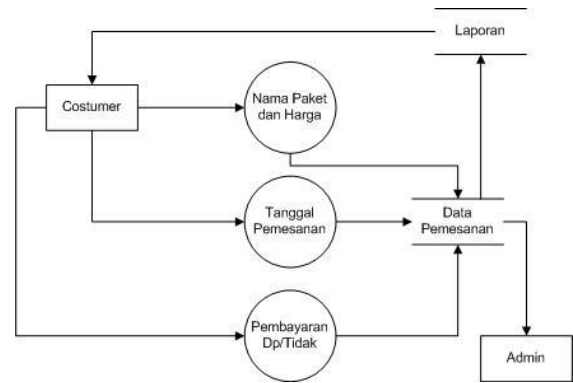 Laporan
Costumer
Nama Paket
dan Harga
Tanggal
Pemesanan
Data
Pemesanan
Pembayaran
Dp/Tidak
Admin